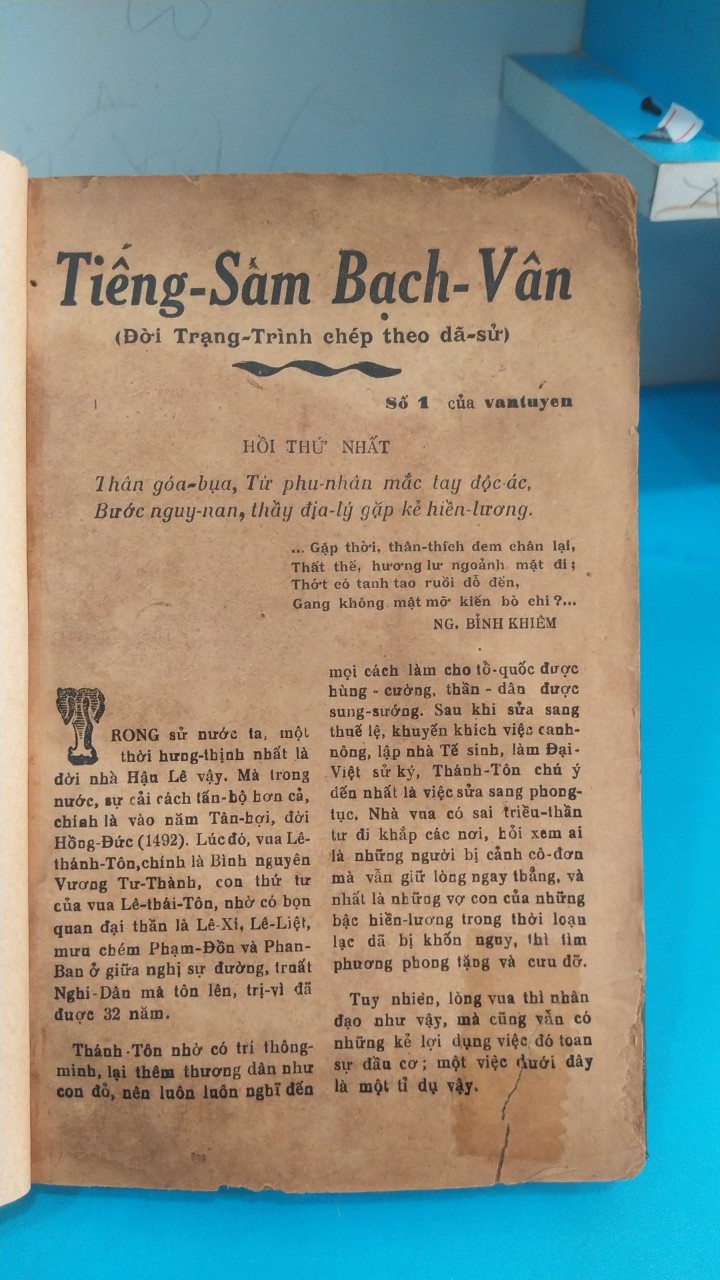 Tiếng-Sấm Bạch-Vân
(Đời Trạng-Trình chép theo dã-sử)
Số 1 của vantuyen
HỒI THỨ NHẤT
Thân góa-bụa, Từ phu-nhân mắc tay độc-ác,
Bước nguy-nan, thầy địa-lý gặp kẻ hiền-lương.
... Gặp thời, thân-thích đem chân lại,
Thất thế, hương lư ngoảnh mặt đi ;
Thớt có tanh tao ruồi đỗ đến,
Gang không mật mỡ kiến bò chi ?...
NG. BỈNH KHIÊM
TRONG sử nước ta, một
thời hưng-thịnh nhất là
đời nhà Hậu Lê vậy. Mà trong
nước, sự cải cách tấn-bộ hơn cả,
chính là vào năm Tân-hợi, đời
Hồng-Đức (1492). Lúc đó, vua Lê-
thánh-Tôn,chính là Bình nguyên
Vương Tư-Thành, con thứ tư
của vua Lê-thái-Tôn, nhờ có bọn
quan đại thần là Lê-Xí, Lê-Liệt,
mưu chém Phạm-Đồn và Phan-
Ban ở giữa nghị sự đường, truất
Nghi-Dân mà tôn lên, trị-vì đã
được 32 năm.
Thánh-Tôn nhờ có trí thông-
minh, lại thêm thương dân như
con đỏ, nên luôn luôn nghĩ đến
mọi cách làm cho tổ-quốc được
hùng - cường, thần - dân được
sung-sướng. Sau khi sửa sang
thuế lệ, khuyến khích việc canh-
nông, lập nhà Tế sinh, làm Đại-
Việt sử ký, Thánh-Tôn chú ý
đến nhất là việc sửa sang phong-
tục. Nhà vua có sai triều-thần
tư đi khắp các nơi, hỏi xem ai
là những người bị cảnh cô-đơn
mà vẫn giữ lòng ngay thẳng, và
nhất là những vợ con của những
bậc hiền-lương trong thời loạn
lạc đã bị khốn nguy, thì tìm
phương phong tặng và cưu đỡ.
Tuy nhiên, lòng vua thì nhân
đạo như vậy, mà cũng vẫn có
những kẻ lợi dụng việc đó toan
sự đầu cơ ; một việc dưới đây
là một tỉ dụ vậy.